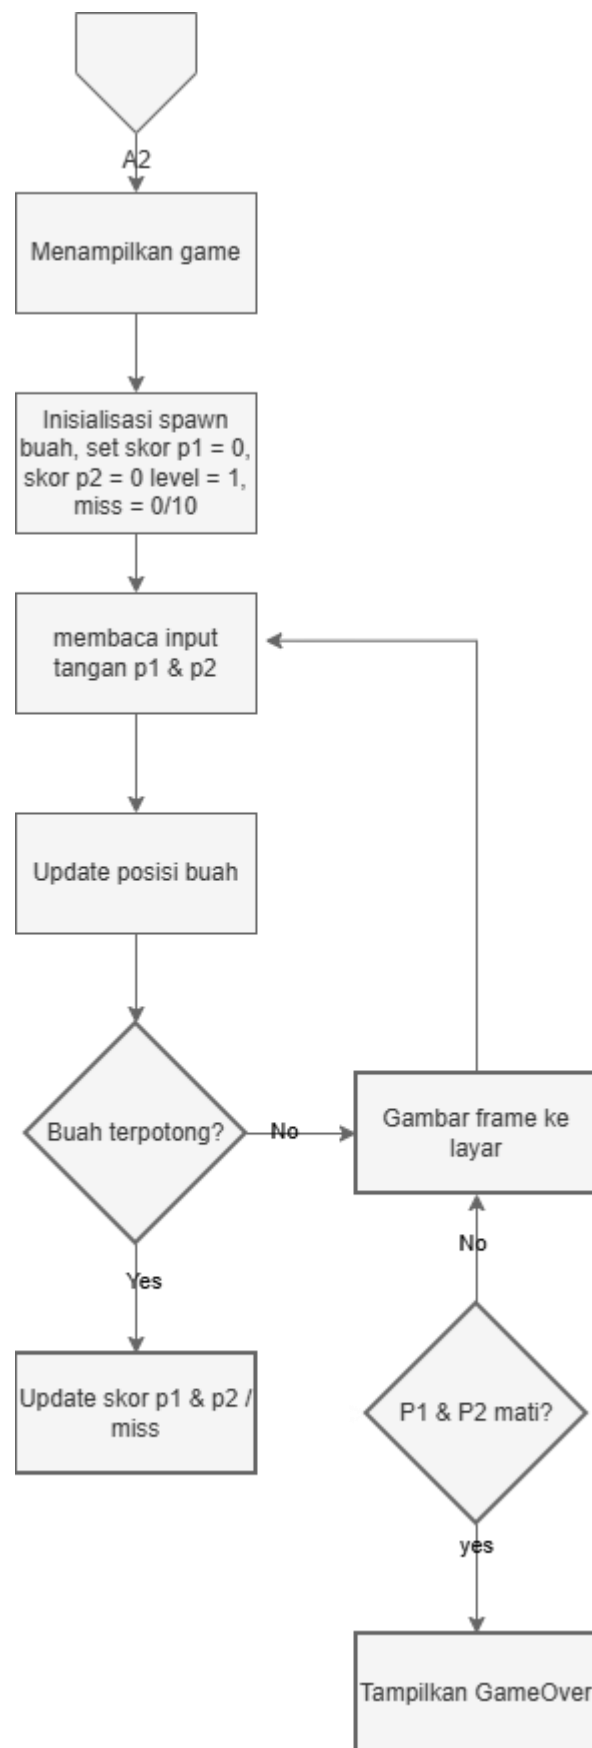 A2
Menampilkan game
Inisialisasi spawn
buah, set skor p1 = 0,
skor p2 = 0 level = 1,
miss = 0/10
membaca input
tangan p1 & p2
Update posisi buah
Buah terpotong?
No
Gambar frame ke
layar
Yes
Update skor p1 & p2 /
miss
No
P1 & P2 mati?
yes
Tampilkan GameOver